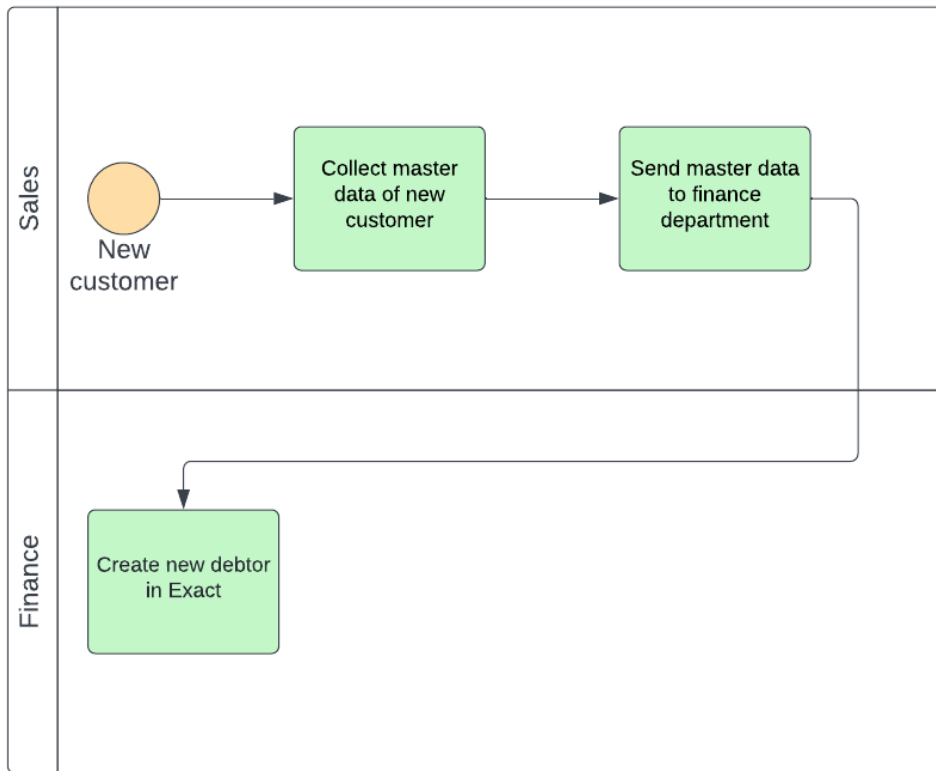 Sales
New
customer
Collect master
data of new
customer
Send master data
to finance
department
Finance
Create new debtor
in Exact